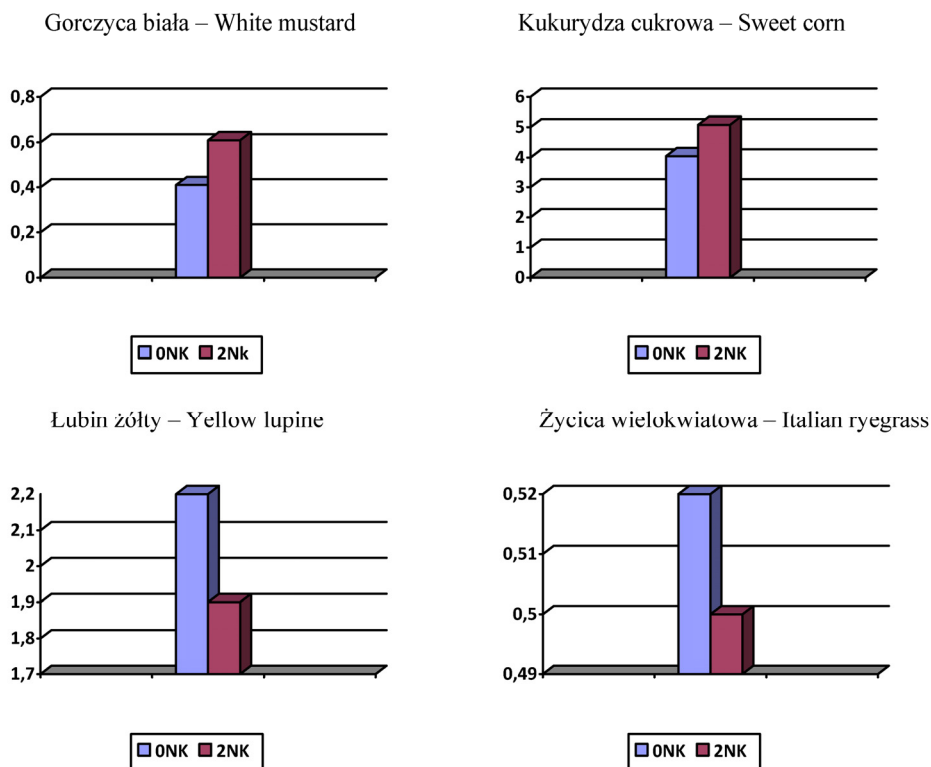 Gorczyca biała – White mustard
0,8
0,6
0,4
0,2
0
0NK 2Nk
Kukurydza cukrowa – Sweet corn
6
5
4
3
2
1
0
0NK 2NK
Łubin żółty – Yellow lupine
2,2
2,1
2
1,9
1,8
1,7
0NK 2NK
Życica wielokwiatowa – Italian ryegrass
0,52
0,51
0,5
0,49
0NK 2NK